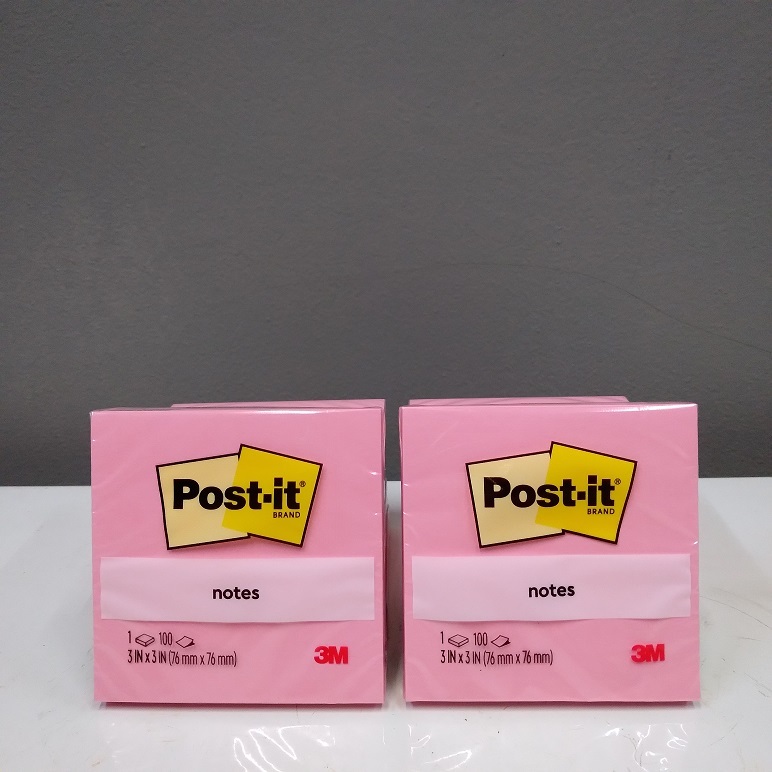 Post-it®
BRAND
notes
1 100
3 IN x 3 IN (76 mm x 76 mm)
3M
Post-it®
BRAND
notes
1 100
3 IN x 3 IN (76 mm x 76 mm)
3M